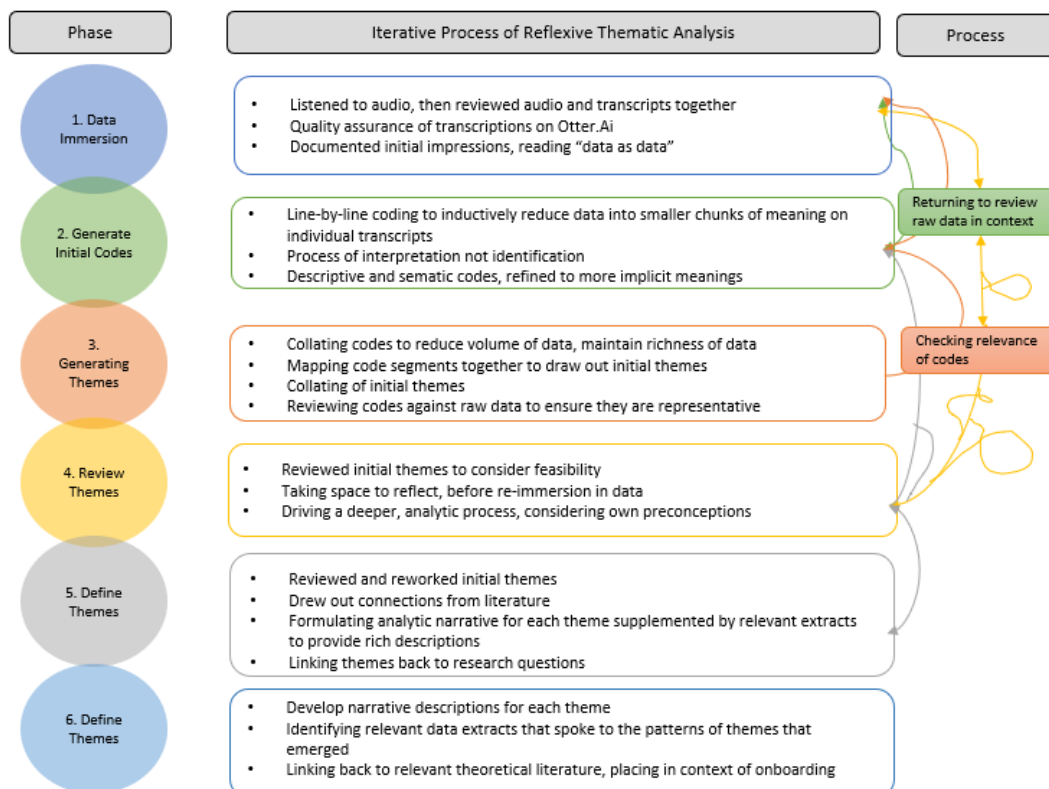 Phase
Iterative Process of Reflexive Thematic Analysis
Process
1. Data
Immersion
• Listened to audio, then reviewed audio and transcripts together
• Quality assurance of transcriptions on Otter.Ai
• Documented initial impressions, reading “data as data”
2. Generate
Initial Codes
• Line-by-line coding to inductively reduce data into smaller chunks of meaning on
individual transcripts
• Process of interpretation not identification
• Descriptive and sematic codes, refined to more implicit meanings
Returning to review
raw data in context
3.
Generating
Themes
• Collating codes to reduce volume of data, maintain richness of data
• Mapping code segments together to draw out initial themes
• Collating of initial themes
• Reviewing codes against raw data to ensure they are representative
Checking relevance
of codes
4. Review
Themes
• Reviewed initial themes to consider feasibility
• Taking space to reflect, before re-immersion in data
• Driving a deeper, analytic process, considering own preconceptions
5. Define
Themes
• Reviewed and reworked initial themes
• Drew out connections from literature
• Formulating analytic narrative for each theme supplemented by relevant extracts
to provide rich descriptions
• Linking themes back to research questions
6. Define
Themes
• Develop narrative descriptions for each theme
• Identifying relevant data extracts that spoke to the patterns of themes that
emerged
• Linking back to relevant theoretical literature, placing in context of onboarding